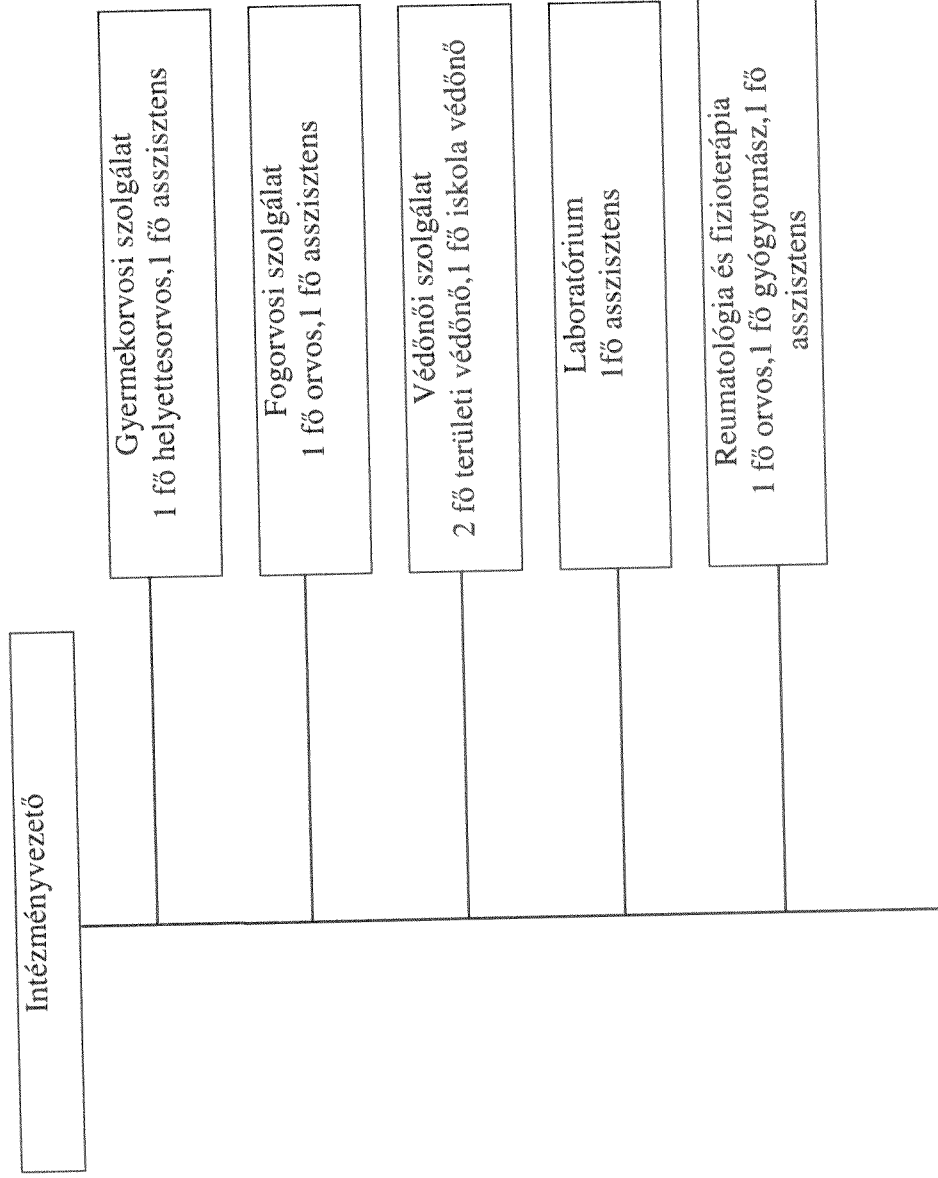 Intézményvezető
Gyermekorvosi szolgálat
1 fő helyettesorvos,1 fő asszisztens
Fogorvosi szolgálat
1 fő orvos,1 fő asszisztens
Védőnői szolgálat
2 fő területi védőnő,1 fő iskola védőnő
Laboratórium
1fő asszisztens
Reumatológia és fizioterápia
1 fő orvos,1 fő gyógytornász,1 fő
asszisztens